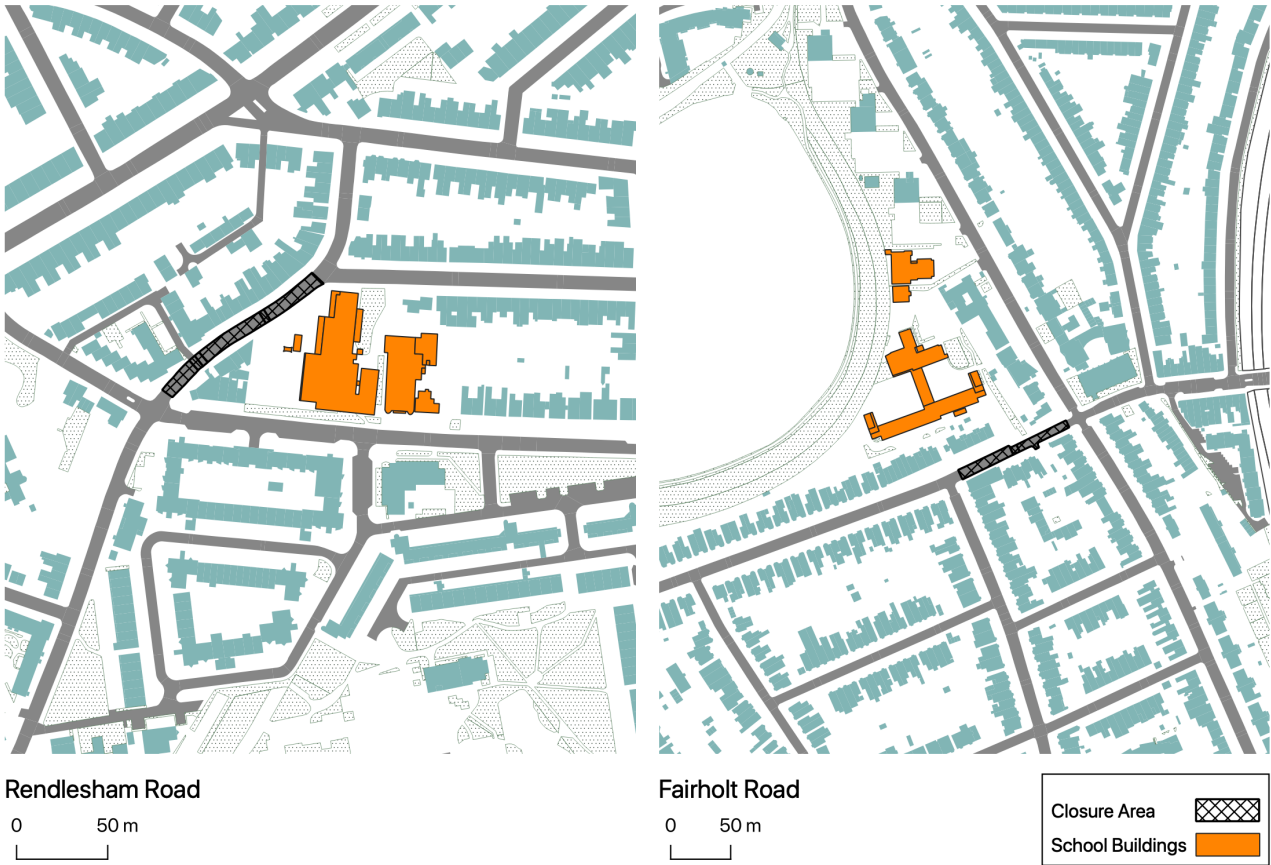 Rendlesham Road
0 50 m
Fairholt Road
0 50 m
Closure Area
School Buildings